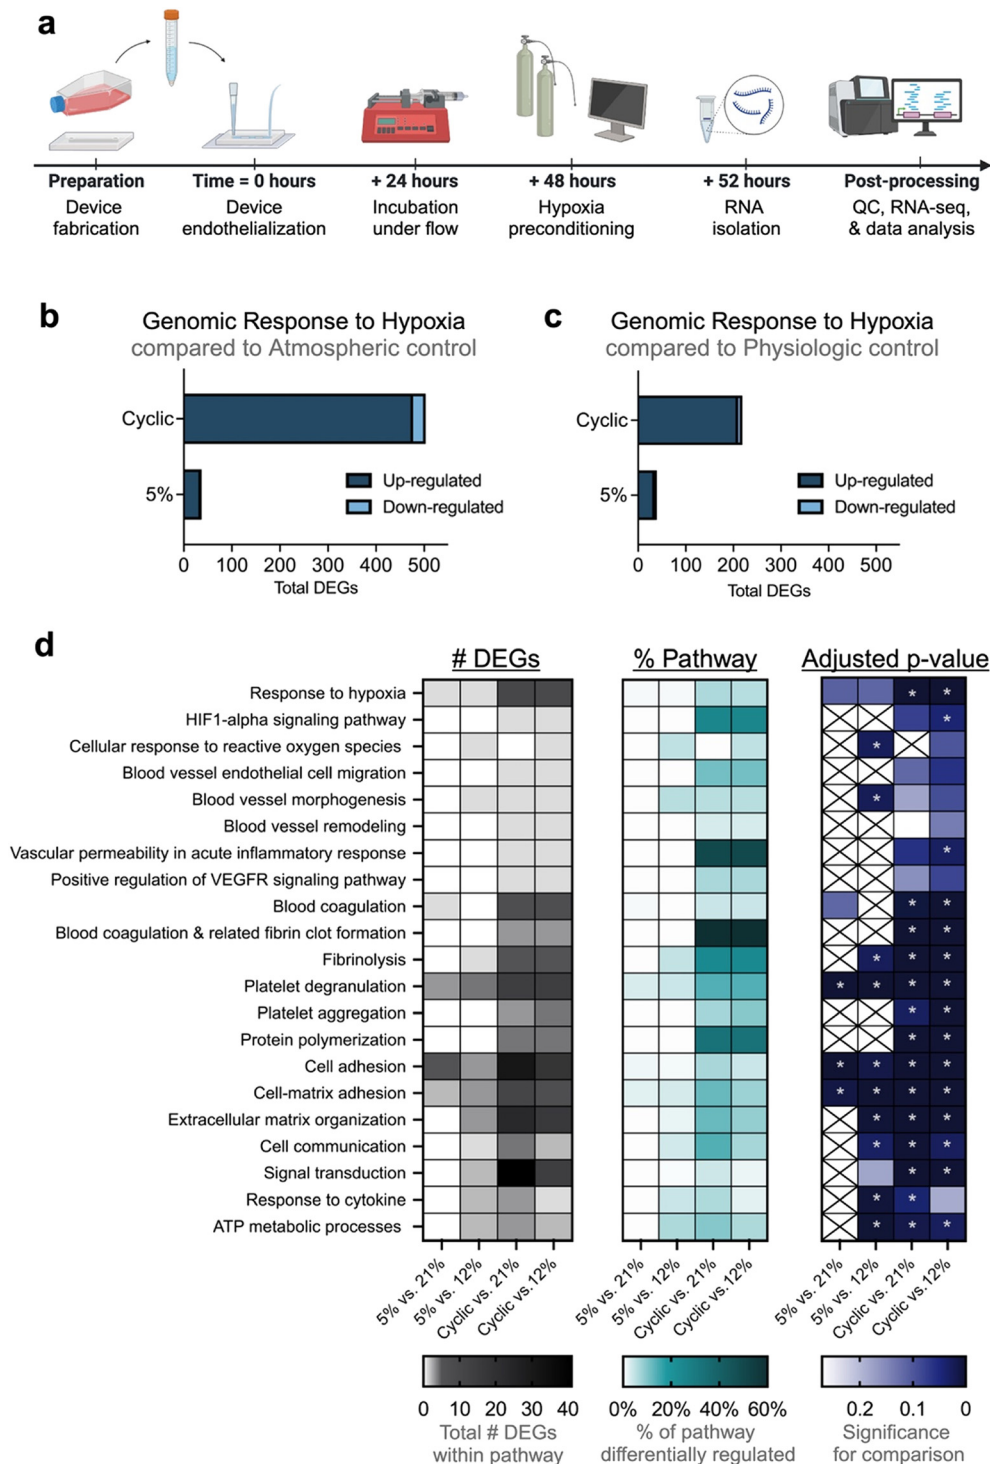 a
Preparation
Device
fabrication
Time = 0 hours
Device
endothelialization
+ 24 hours
Incubation
under flow
+ 48 hours
Hypoxia
preconditioning
+ 52 hours
RNA
isolation
Post-processing
QC, RNA-seq,
& data analysis
b
Genomic Response to Hypoxia
compared to Atmospheric control
Cyclic
5%
Up-regulated
Down-regulated
0 100 200 300 400 500
Total DEGs
c
Genomic Response to Hypoxia
compared to Physiologic control
Cyclic
5%
Up-regulated
Down-regulated
0 100 200 300 400 500
Total DEGs
d
# DEGs
% Pathway
Adjusted p-value
Response to hypoxia * *
HIF1-alpha signaling pathway *
Cellular response to reactive oxygen species *
Blood vessel endothelial cell migration
Blood vessel morphogenesis *
Blood vessel remodeling
Vascular permeability in acute inflammatory response *
Positive regulation of VEGFR signaling pathway
Blood coagulation * *
Blood coagulation & related fibrin clot formation * *
Fibrinolysis * * *
Platelet degranulation * * * *
Platelet aggregation * *
Protein polymerization * *
Cell adhesion * * * *
Cell-matrix adhesion * * * *
Extracellular matrix organization * * *
Cell communication * * *
Signal transduction * *
Response to cytokine * *
ATP metabolic processes * * *
5% vs. 21%
5% vs. 12%
Cyclic vs. 21%
Cyclic vs.12%
5% vs. 21%
5% vs. 12%
Cyclic vs. 21%
Cyclic vs.12%
5% vs. 21%
5% vs. 12%
Cyclic vs. 21%
Cyclic vs.12%
0 10 20 30 40
Total # DEGs
within pathway
0% 20% 40% 60%
% of pathway
differentially regulated
0.2 0.1 0
Significance
for comparison